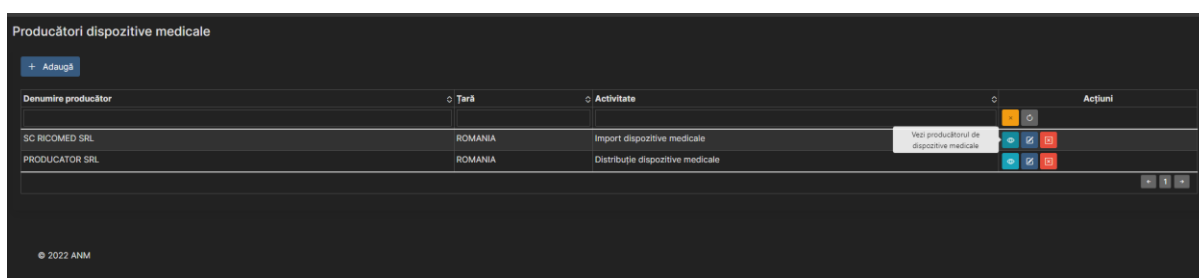 Producători dispozitive medicale
+ Adaugă
Denumire producător Țară Activitate Acțiuni
SC RICOMED SRL ROMANIA Import dispozitive medicale
Vezi producătorul de
dispozitive medicale
PRODUCATOR SRL ROMANIA Distribuție dispozitive medicale
1
© 2022 ANM